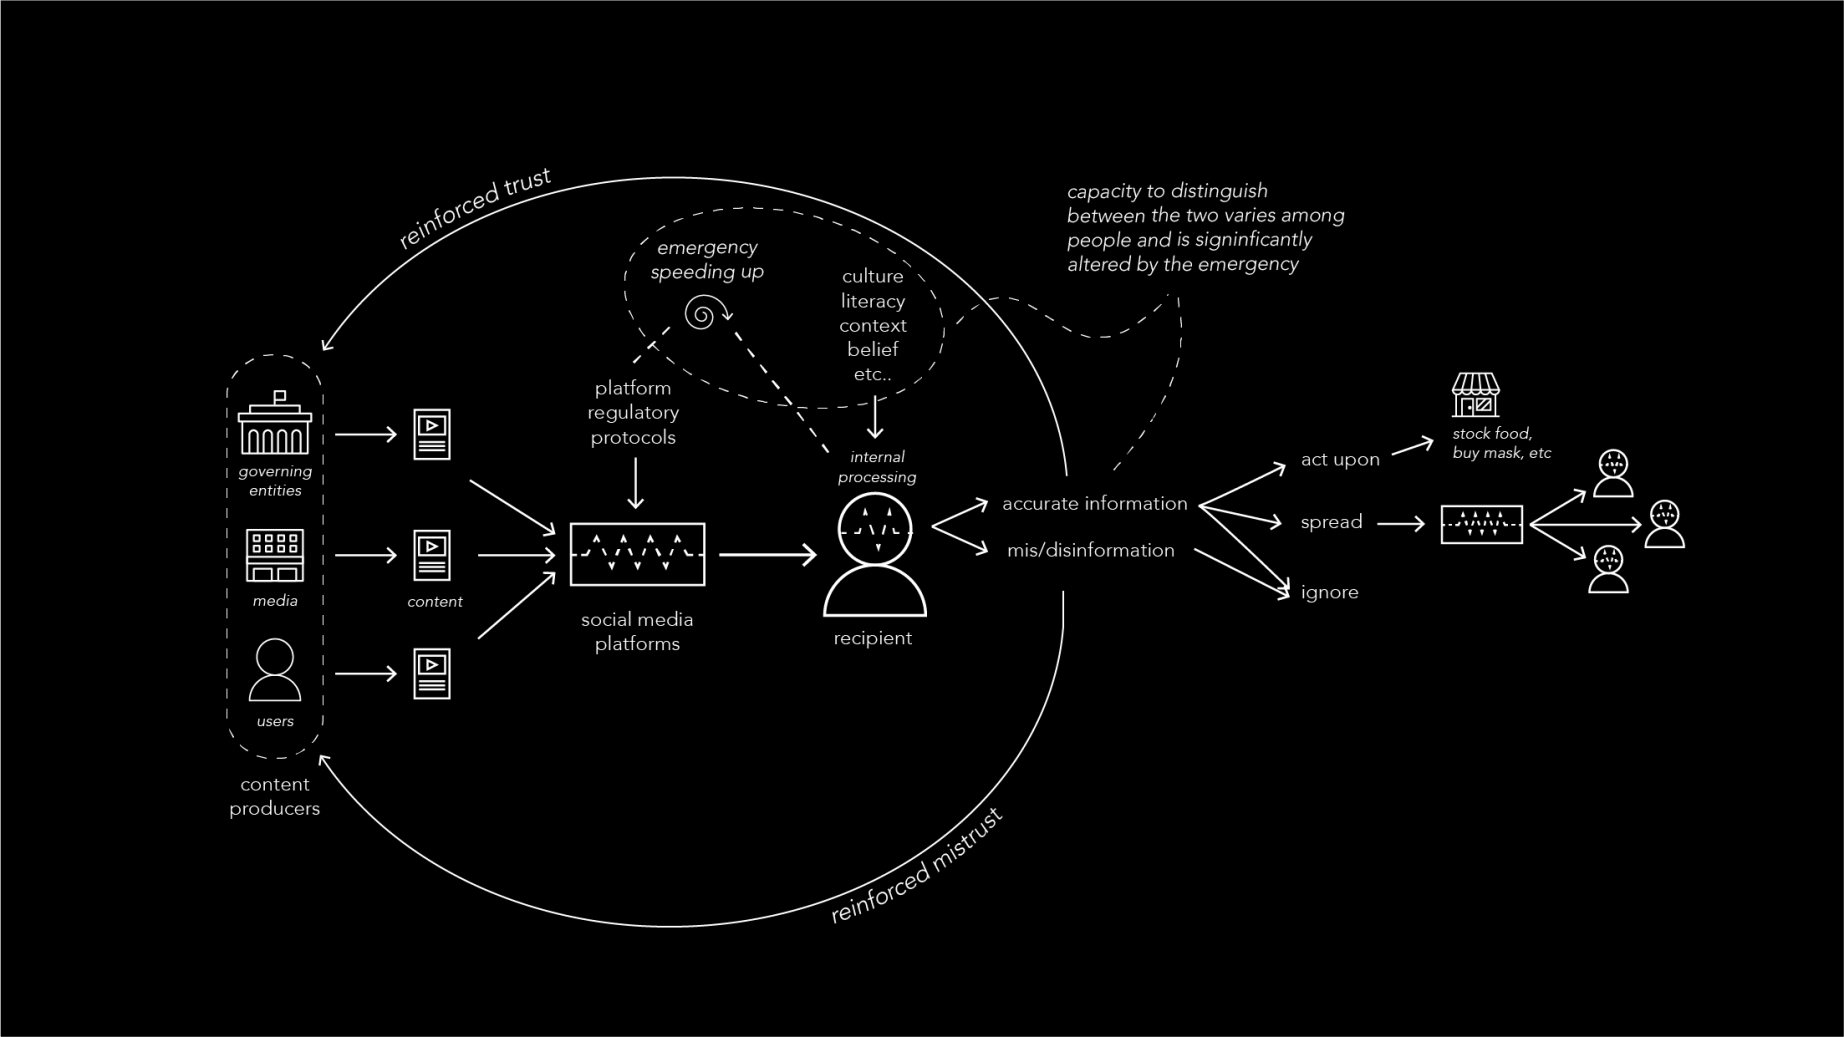 reinforced trust
capacity to distinguish
between the two varies among
people and is signinficantly
altered by the emergency
emergency
speeding up
culture
literacy
context
belief
etc..
platform
regulatory
protocols
internal
processing
governing
entities
media
users
content
producers
content
social media
platforms
recipient
accurate information
mis/disinformation
act upon
spread
ignore
stock food,
buy mask, etc
reinforced mistrust